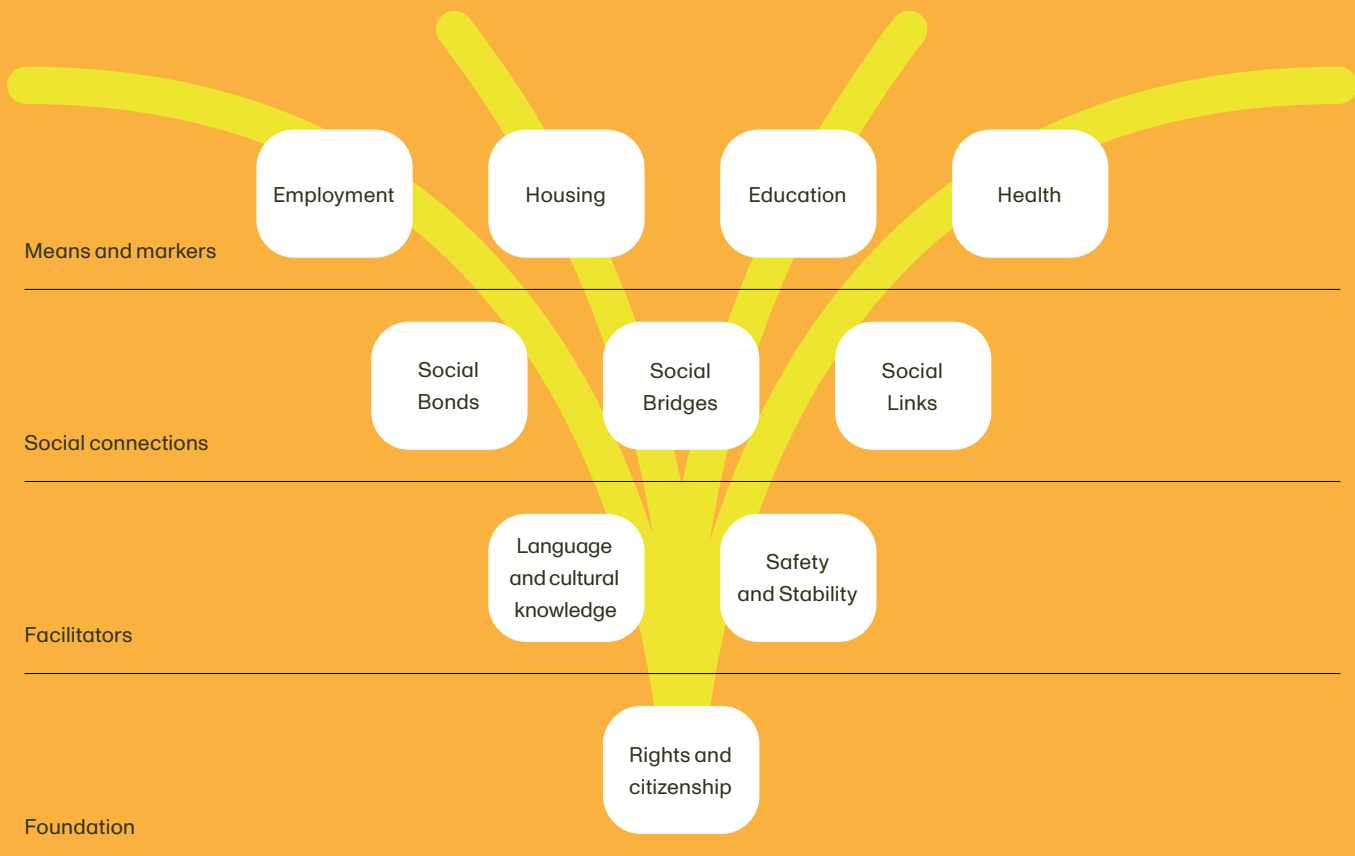 Employment
Housing
Education
Health
Means and markers
Social
Bonds
Social
Bridges
Social
Links
Social connections
Language
and cultural
knowledge
Safety
and Stability
Facilitators
Rights and
citizenship
Foundation